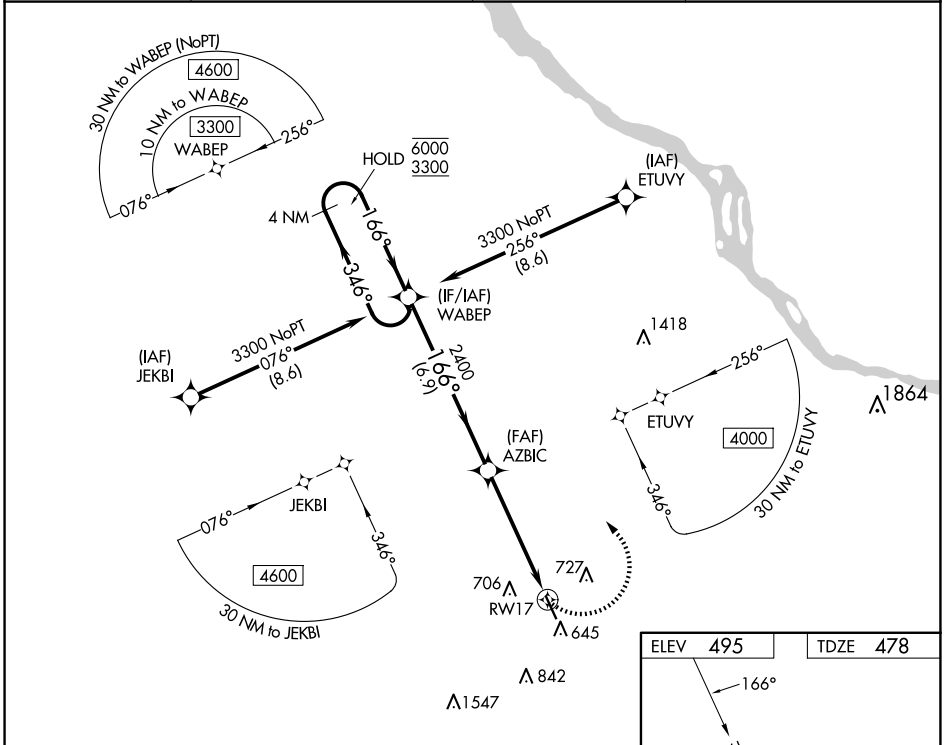 30 NM to WABEP (NoPT)
4600
10 NM to WABEP
3300
WABEP
256°
076°
HOLD
6000
3300
4 NM
166°
346°
(IAF)
ETUVY
3300 NoPT
256°
(8.6)
(IF/IAF)
WABEP
(IAF)
JEKBI
3300 NoPT
076°
(8.6)
2400
166°
(6.9)
1418
1864
256°
ETUVY
4000
346°
30 NM to ETUVY
(FAF)
AZBIC
076°
JEKBI
346°
4600
30 NM to JEKBI
706
727
RW17
645
842
1547
ELEV 495
TDZE 478
166°